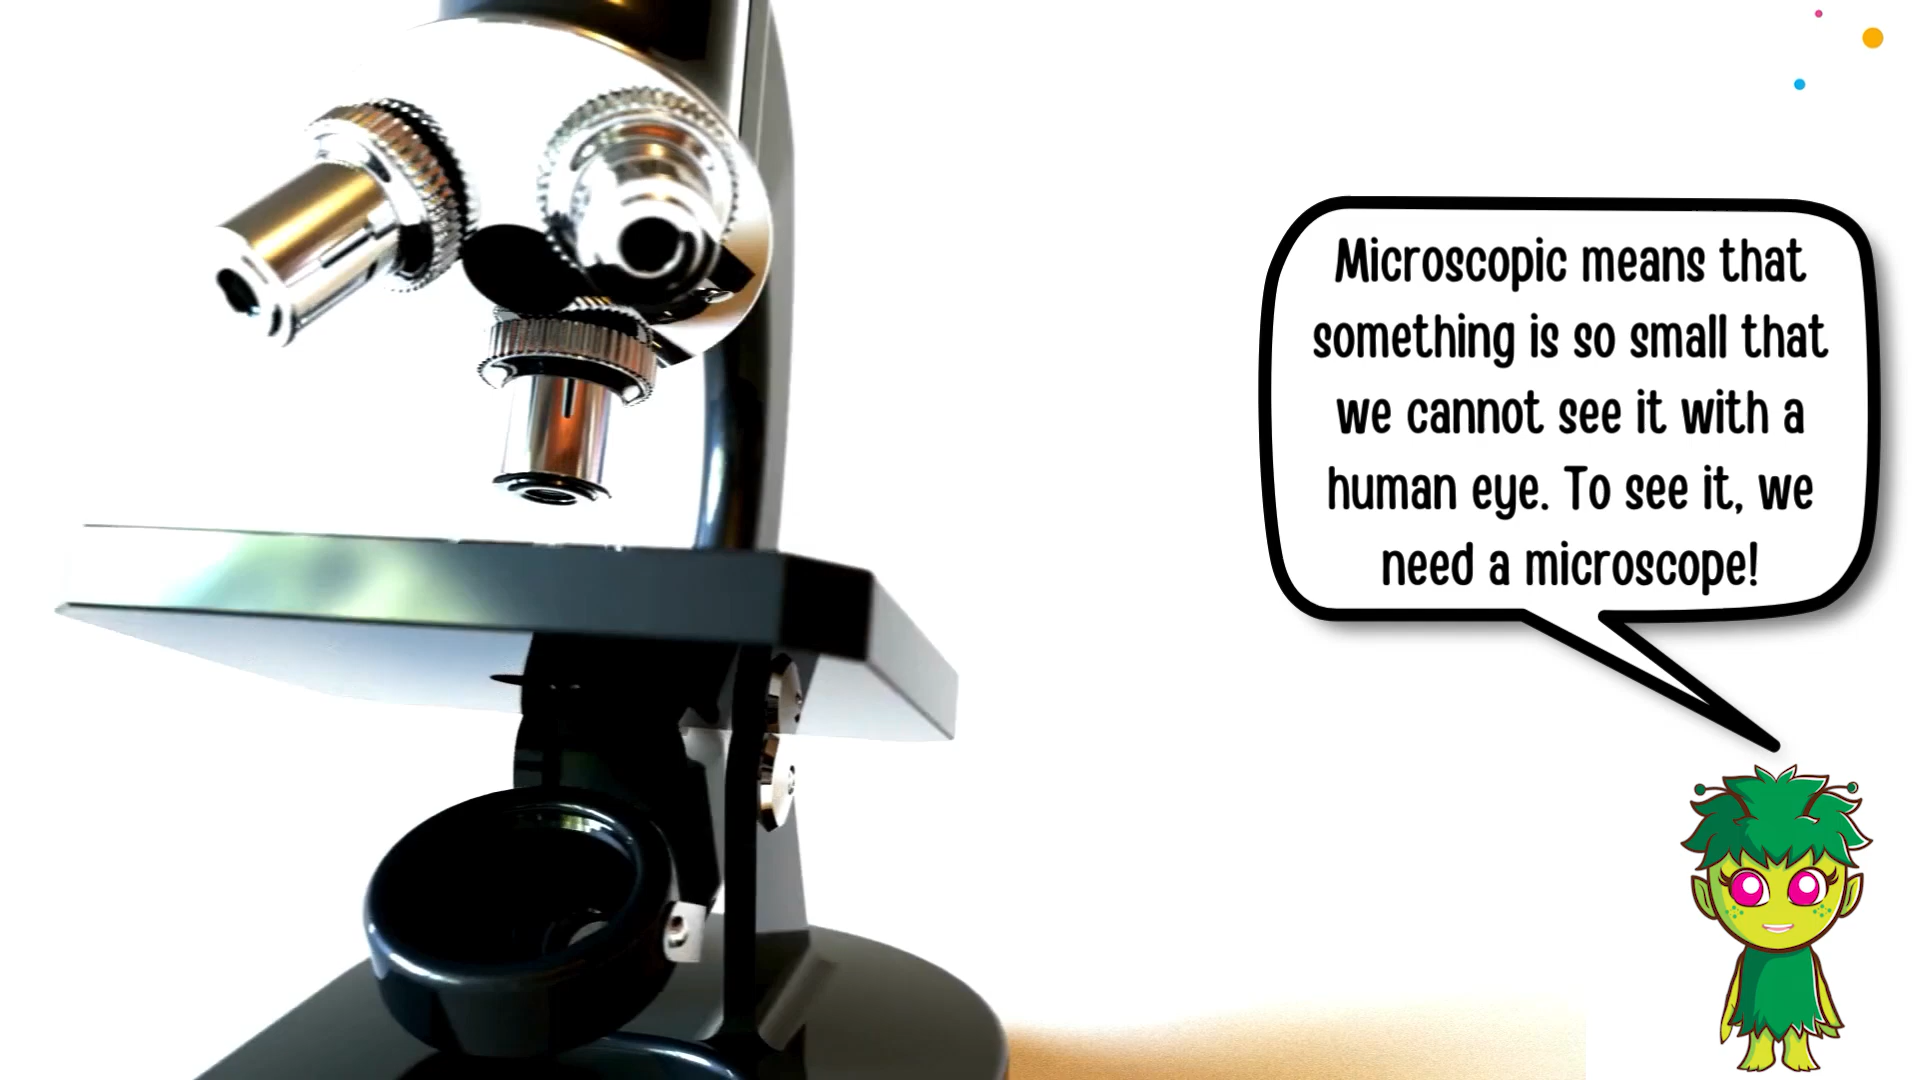 Microscopic means that
something is so small that
we cannot see it with a
human eye. To see it, we
need a microscope!